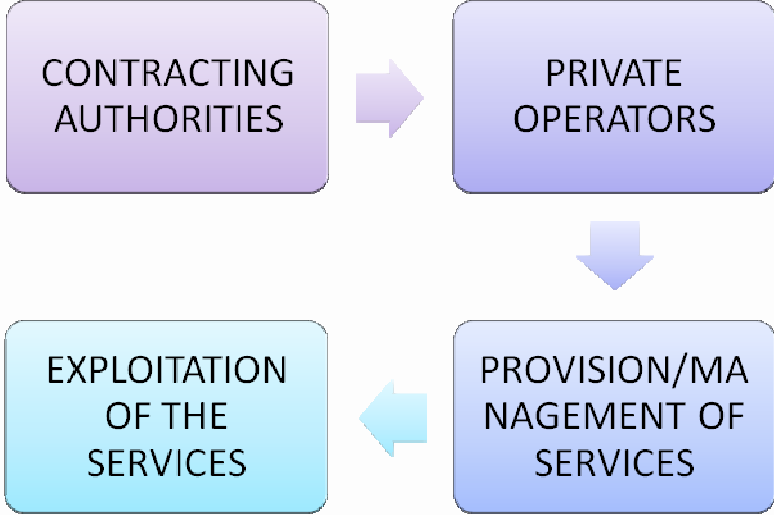 CONTRACTING
AUTHORITIES
PRIVATE
OPERATORS
PROVISION/MA
NAGEMENT OF
SERVICES
EXPLOITATION
OF THE
SERVICES